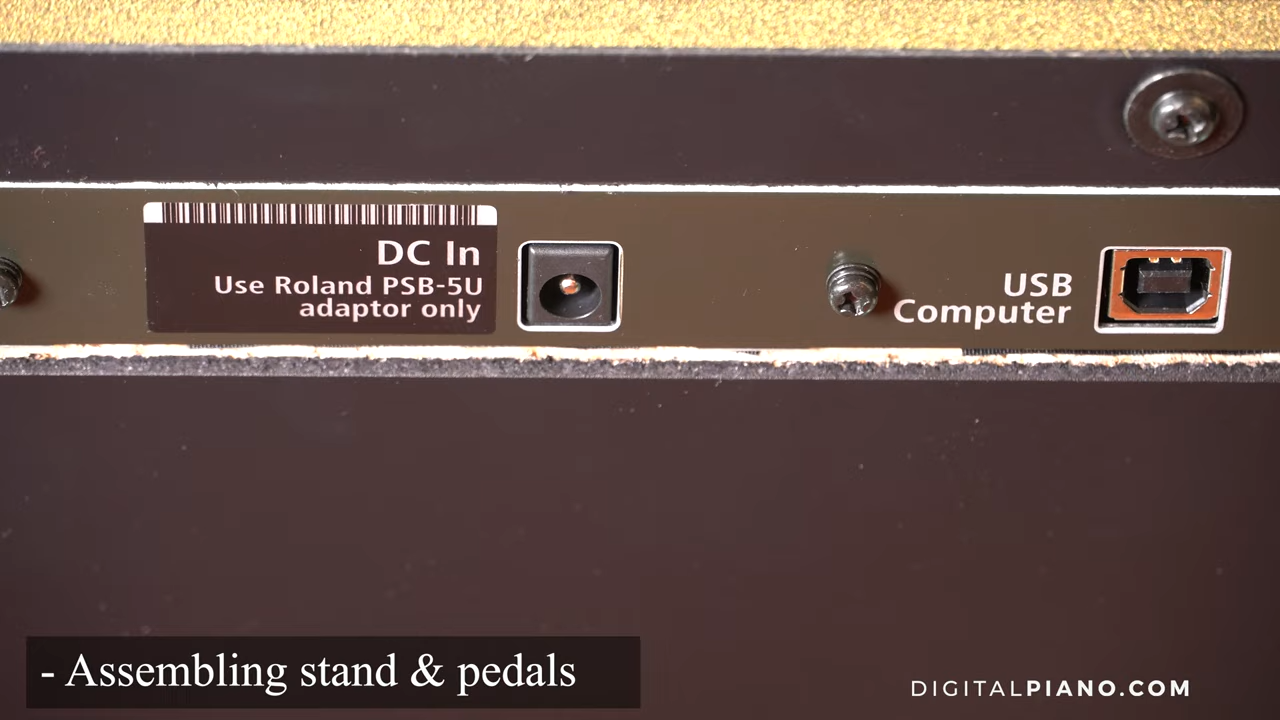 DC In
Use Roland PSB-5U
adaptor only
USB
Computer
- Assembling stand & pedals
DIGITALPIANO.COM